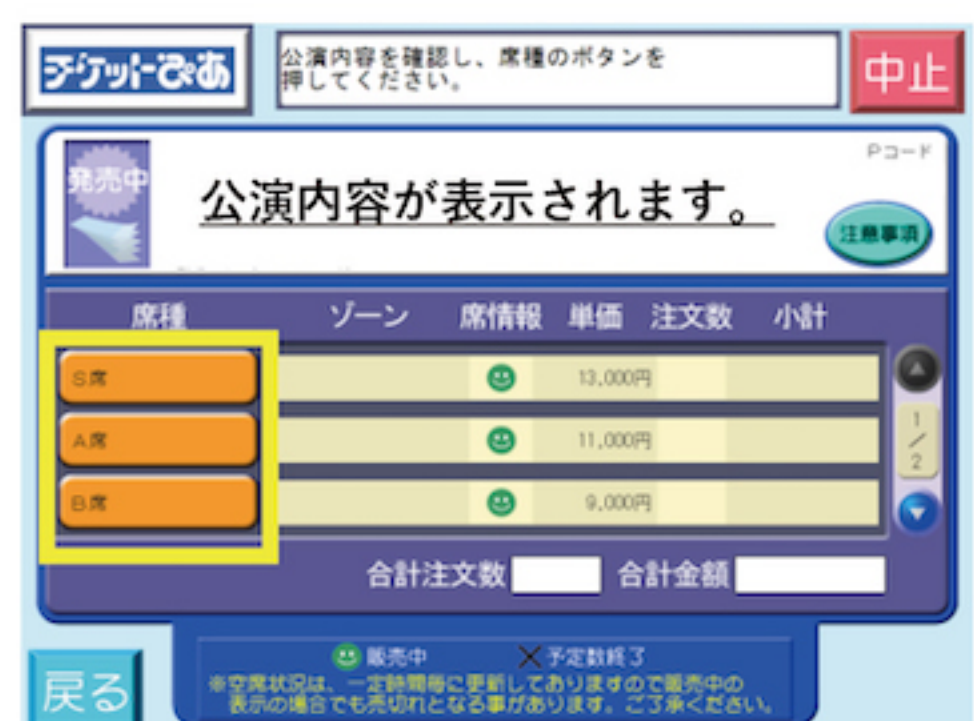 チケットぴあ
公演内容を確認し、席種のボタンを
押してください。
中止
発売中
Pコード
公演内容が表示されます。
注意事項
席種 ゾーン 席情報 単価 注文数 小計
S席 13,000円
A席 11,000円
B席 9,000円
1/2
合計注文数 合計金額
戻る
販売中 予定数終了
※空席状況は、一定時間毎に更新しておりますので販売中の
表示の場合でも売切れとなる事があります。ご了承ください。